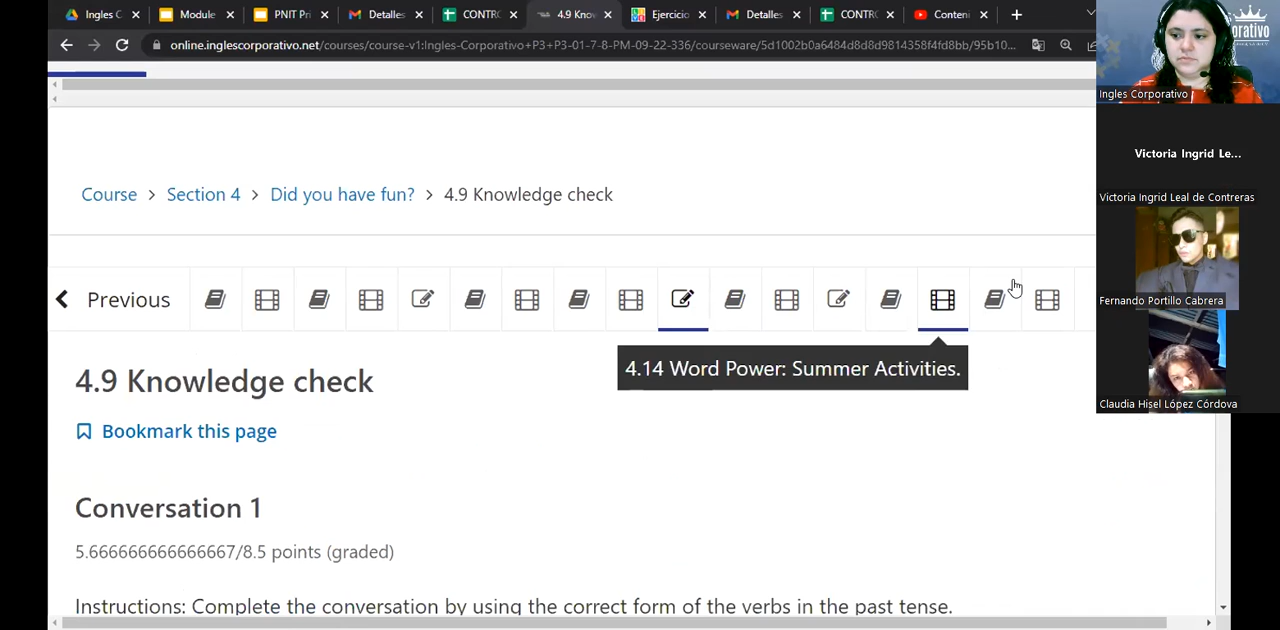 Ingles C
Module
PNIT Pri
Detalles
CONTRO
4.9 Know
Ejercicio
Detalles
CONTRO
Conteni
online.inglescorporativo.net/courses/course-v1:Ingles-Corporativo+P3+P3-01-7-8-PM-09-22-336/courseware/5d1002b0a6484d8d8d9814358f4fd8bb/95b10...
orativo
Ingles Corporativo
Victoria Ingrid Le...
Victoria Ingrid Leal de Contreras
Fernando Portillo Cabrera
Claudia Hisel López Córdova
Course > Section 4 > Did you have fun? > 4.9 Knowledge check
Previous
4.14 Word Power: Summer Activities.
4.9 Knowledge check
Bookmark this page
Conversation 1
5.666666666666667/8.5 points (graded)
Instructions: Complete the conversation by using the correct form of the verbs in the past tense.